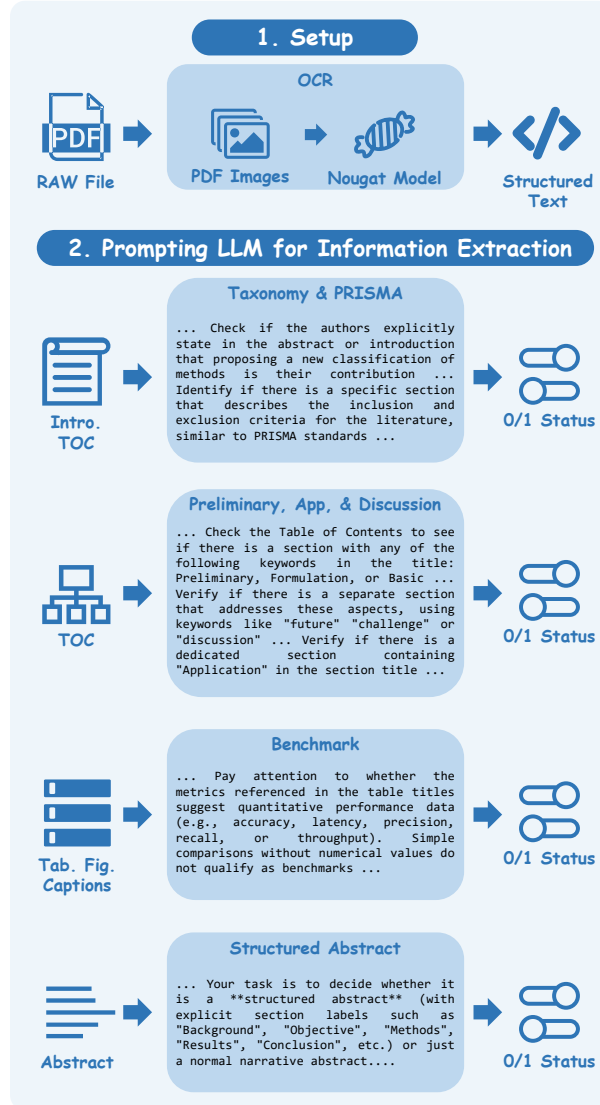 1. Setup
OCR
PDF
RAW File
PDF Images
Nougat Model
Structured
Text
2. Prompting LLM for Information Extraction
Taxonomy & PRISMA
... Check if the authors explicitly
state in the abstract or introduction
that proposing a new classification of
methods is their contribution ...
Identify if there is a specific section
that describes the inclusion and
exclusion criteria for the literature,
similar to PRISMA standards ...
Intro.
TOC
0/1 Status
Preliminary, App, & Discussion
... Check the Table of Contents to see
if there is a section with any of the
following keywords in the title:
Preliminary, Formulation, or Basic ...
Verify if there is a separate section
that addresses these aspects, using
keywords like "future" "challenge" or
"discussion" ... Verify if there is a
dedicated section containing
"Application" in the section title ...
TOC
0/1 Status
Benchmark
... Pay attention to whether the
metrics referenced in the table titles
suggest quantitative performance data
(e.g., accuracy, latency, precision,
recall, or throughput). Simple
comparisons without numerical values do
not qualify as benchmarks ...
Tab. Fig.
Captions
0/1 Status
Structured Abstract
... Your task is to decide whether it
is a **structured abstract** (with
explicit section labels such as
"Background", "Objective", "Methods",
"Results", "Conclusion", etc.) or just
a normal narrative abstract....
Abstract
0/1 Status